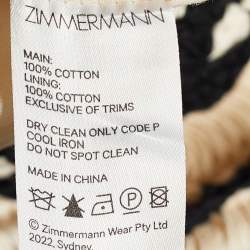 ZIMMERMANN
MAIN:
100% COTTON
LINING:
100% COTTON
EXCLUSIVE OF TRIMS
DRY CLEAN ONLY CODE P
COOL IRON
DO NOT SPOT CLEAN
MADE IN CHINA
P
© Zimmermann Wear Pty Ltd
2022, Sydney.